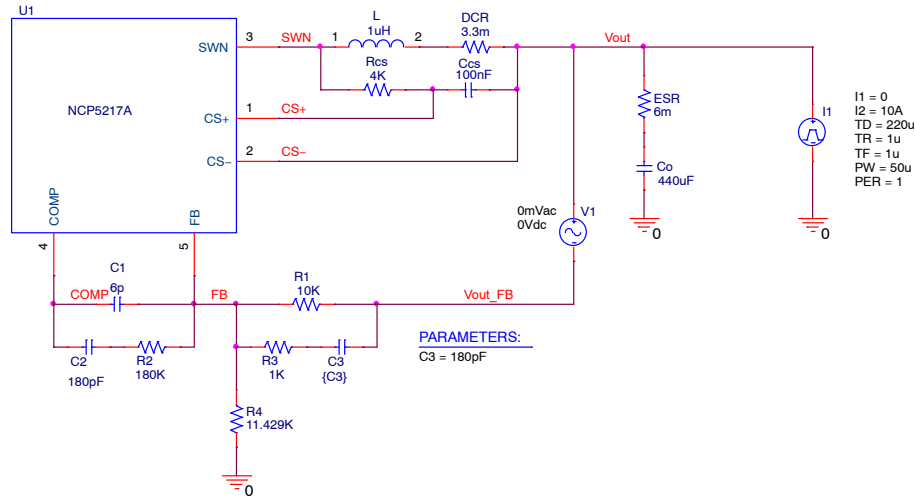 U1
NCP5217A
SWN
CS+
CS−
COMP
FB
3
1
2
4
5
SWN
CS+
CS−
L
1uH
1
2
DCR
3.3m
Rcs
4K
Ccs
100nF
Vout
ESR
6m
Co
440uF
0
I1
0
I1 = 0
I2 = 10A
TD = 220u
TR = 1u
TF = 1u
PW = 50u
PER = 1
0mVac
0Vdc
V1
C1
6p
COMP
FB
C2
180pF
R2
180K
R1
10K
Vout_FB
R3
1K
C3
{C3}
PARAMETERS:
C3 = 180pF
R4
11.429K
0